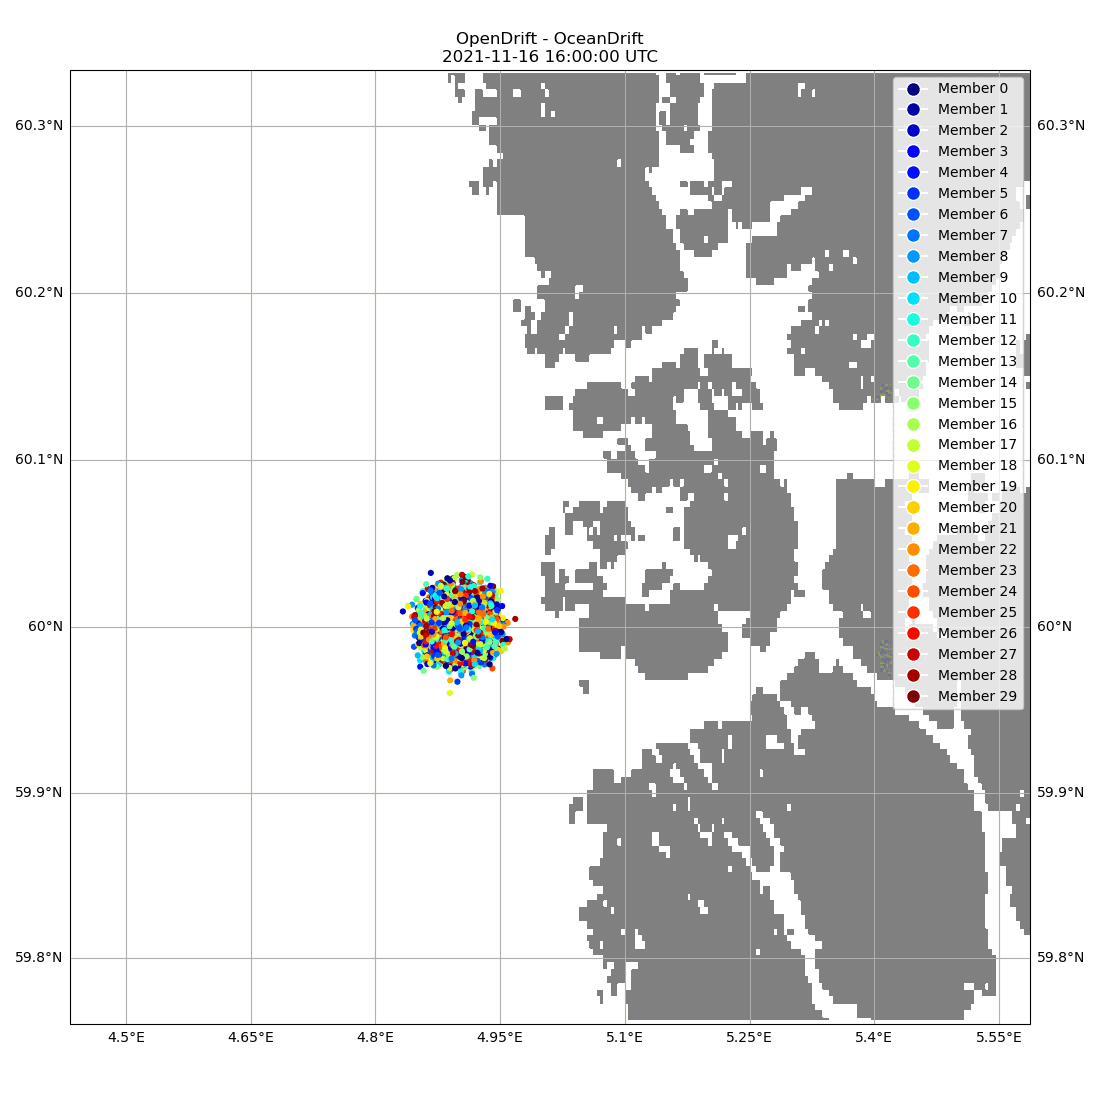 OpenDrift - OceanDrift
2021-11-16 16:00:00 UTC
60.3°N
60.3°N
60.2°N
60.2°N
60.1°N
60.1°N
60°N
60°N
59.9°N
59.9°N
59.8°N
59.8°N
4.5°E
4.65°E
4.8°E
4.95°E
5.1°E
5.25°E
5.4°E
5.55°E
Member 0
Member 1
Member 2
Member 3
Member 4
Member 5
Member 6
Member 7
Member 8
Member 9
Member 10
Member 11
Member 12
Member 13
Member 14
Member 15
Member 16
Member 17
Member 18
Member 19
Member 20
Member 21
Member 22
Member 23
Member 24
Member 25
Member 26
Member 27
Member 28
Member 29